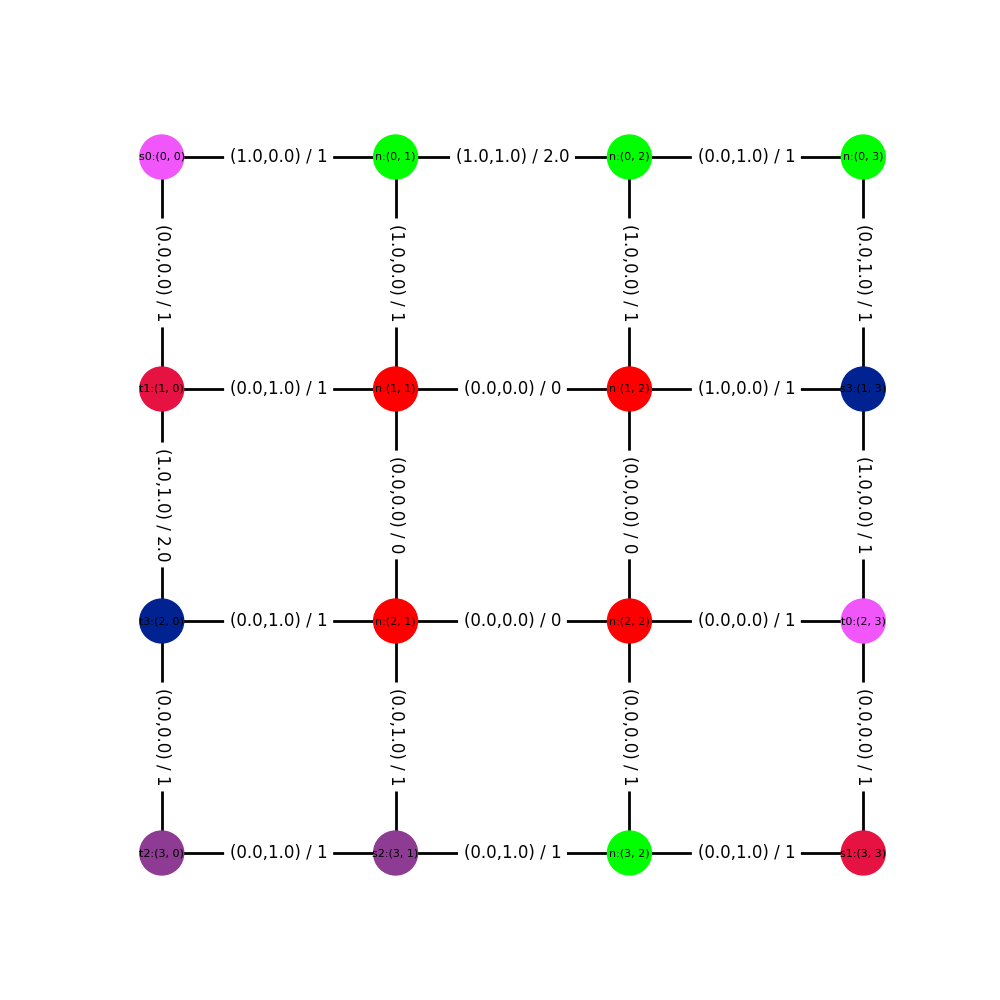 s0:(0, 0) (1.0,0.0) / 1 n:(0, 1) (1.0,1.0) / 2.0 n:(0, 2) (0.0,1.0) / 1 n:(0, 3)
(0.0,0.0) / 1 (1.0,0.0) / 1 (1.0,0.0) / 1 (0.0,1.0) / 1
t1:(1, 0) (0.0,1.0) / 1 n:(1, 1) (0.0,0.0) / 0 n:(1, 2) (1.0,0.0) / 1 s3:(1, 3)
(1.0,1.0) / 2.0 (0.0,0.0) / 0 (0.0,0.0) / 0 (1.0,0.0) / 1
t3:(2, 0) (0.0,1.0) / 1 n:(2, 1) (0.0,0.0) / 0 n:(2, 2) (0.0,0.0) / 1 t0:(2, 3)
(0.0,0.0) / 1 (0.0,1.0) / 1 (0.0,0.0) / 1 (0.0,0.0) / 1
t2:(3, 0) (0.0,1.0) / 1 s2:(3, 1) (0.0,1.0) / 1 n:(3, 2) (0.0,1.0) / 1 s1:(3, 3)